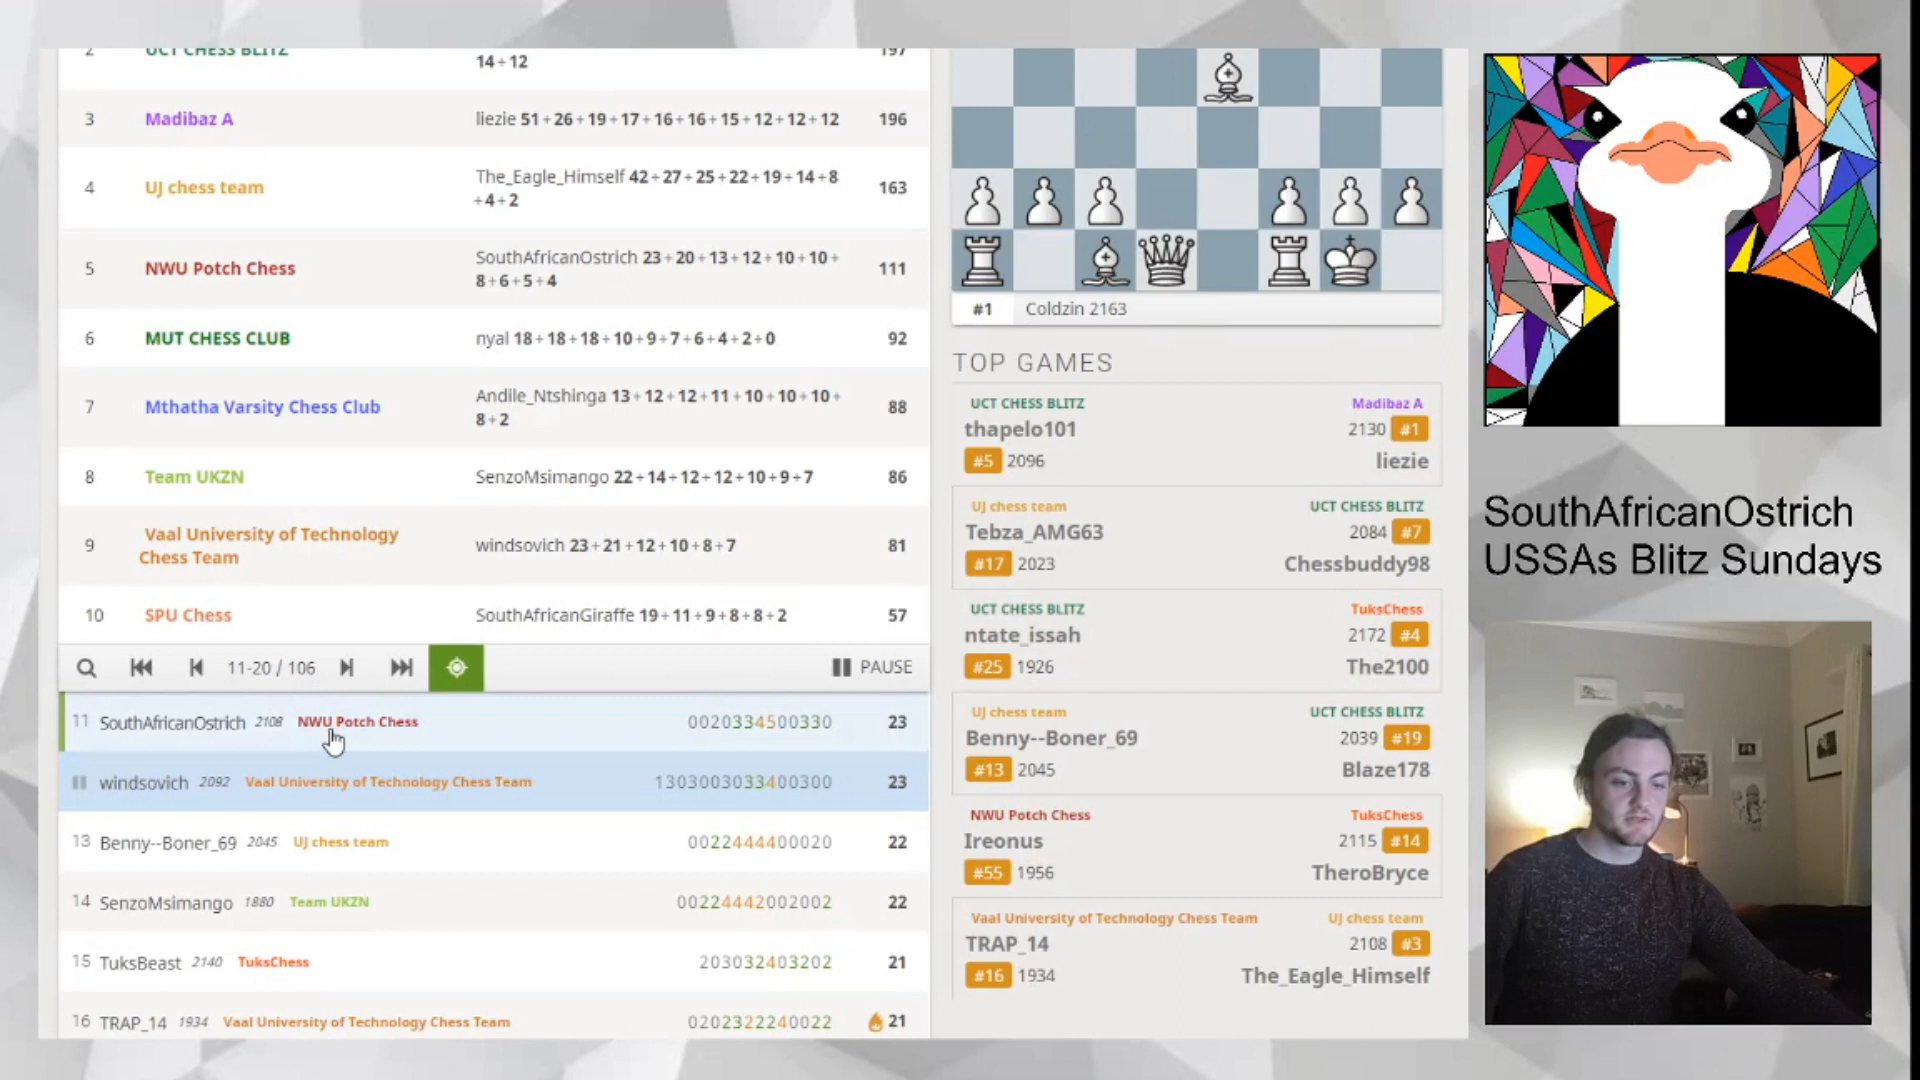 2 UCT CHESS BLITZ 14+12 197
3 Madibaz A liezie 51+26+19+17+16+16+15+12+12+12 196
4 UJ chess team The_Eagle_Himself 42+27+25+22+19+14+8
+4+2 163
5 NWU Potch Chess SouthAfricanOstrich 23+20+13+12+10+10+
8+6+5+4 111
6 MUT CHESS CLUB nyal 18+18+18+10+9+7+6+4+2+0 92
7 Mthatha Varsity Chess Club Andile_Ntshinga 13+12+12+11+10+10+10+
8+2 88
8 Team UKZN SenzoMsimango 22+14+12+12+10+9+7 86
9 Vaal University of Technology
Chess Team windsovich 23+21+12+10+8+7 81
10 SPU Chess SouthAfricanGiraffe 19+11+9+8+8+2 57
11-20 / 106 PAUSE
11 SouthAfricanOstrich 2108 NWU Potch Chess 0020334500330 23
windsovich 2092 Vaal University of Technology Chess Team 1303003033400300 23
13 Benny--Boner_69 2045 UJ chess team 0022444400020 22
14 SenzoMsimango 1880 Team UKZN 00224442002002 22
15 TuksBeast 2140 TuksChess 203032403202 21
16 TRAP_14 1934 Vaal University of Technology Chess Team 0202322240022 21
#1 Coldzin 2163
TOP GAMES
UCT CHESS BLITZ Madibaz A
thapelo101 2130 #1
#5 2096 liezie
UJ chess team UCT CHESS BLITZ
Tebza_AMG63 2084 #7
#17 2023 Chessbuddy98
UCT CHESS BLITZ TuksChess
ntate_issah 2172 #4
#25 1926 The2100
UJ chess team UCT CHESS BLITZ
Benny--Boner_69 2039 #19
#13 2045 Blaze178
NWU Potch Chess TuksChess
Ireonus 2115 #14
#55 1956 TheroBryce
Vaal University of Technology Chess Team UJ chess team
TRAP_14 2108 #3
#16 1934 The_Eagle_Himself
SouthAfricanOstrich
USSAs Blitz Sundays